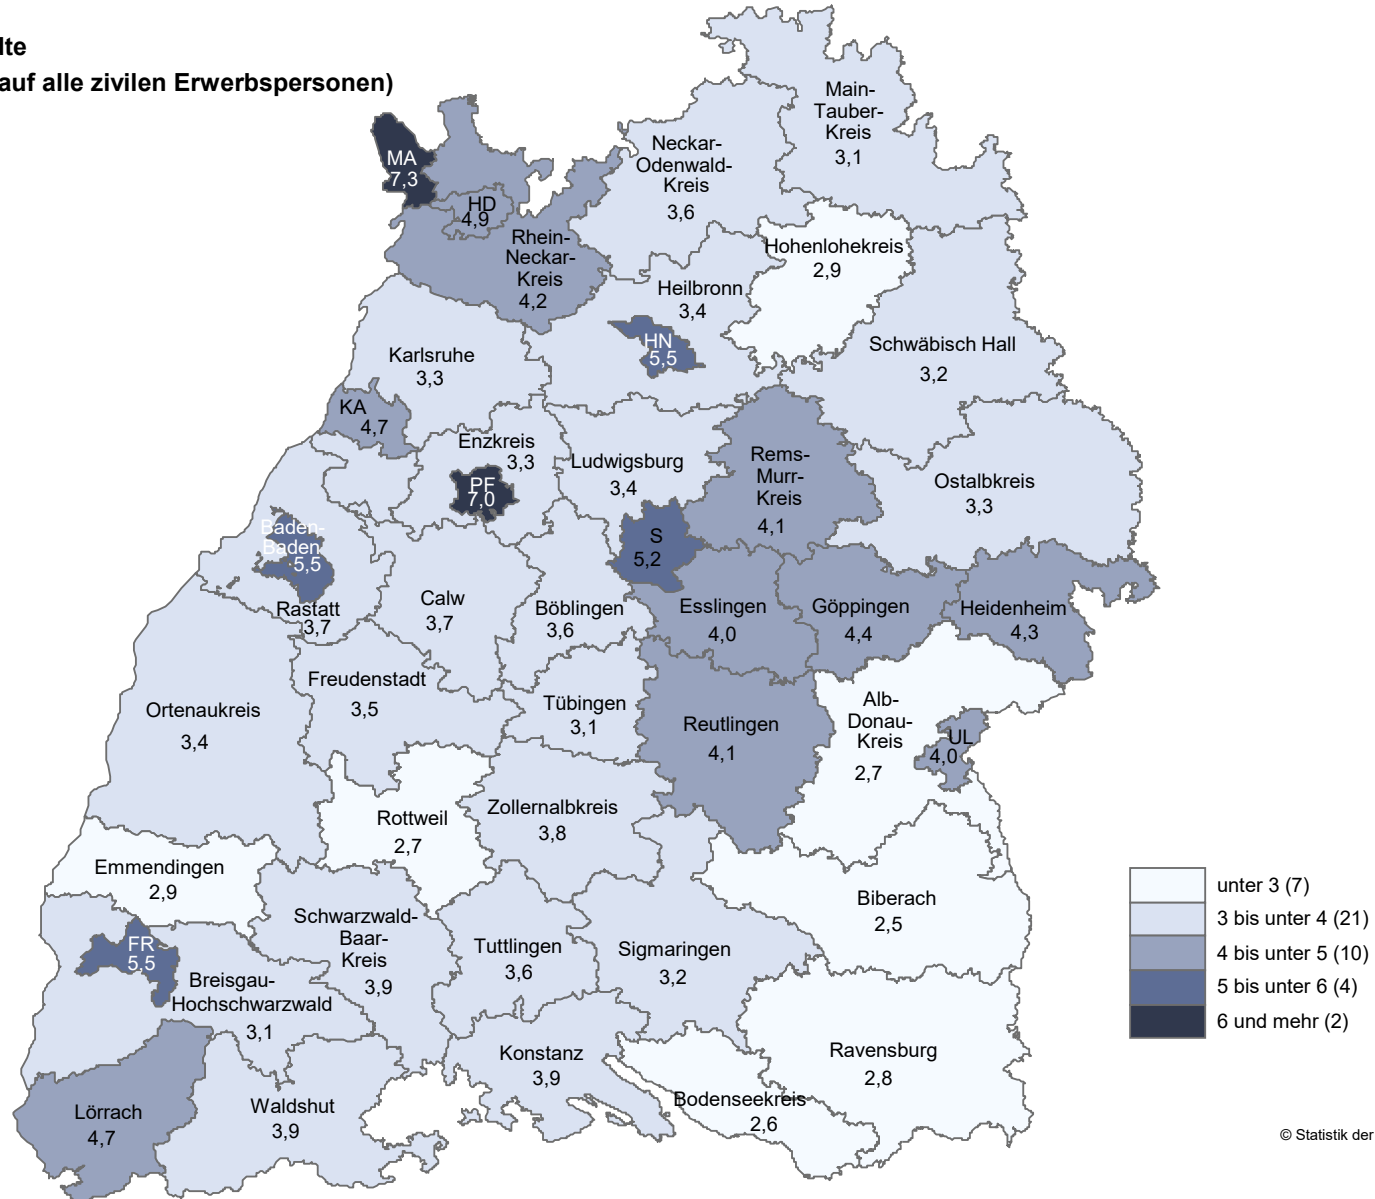 lte
auf alle zivilen Erwerbspersonen)
Main-
Tauber-
Kreis
3,1
MA
7,3
Neckar-
Odenwald-
Kreis
3,6
HD
4,9
Rhein-
Neckar-
Kreis
4,2
Hohenlohekreis
2,9
Heilbronn
3,4
HN
5,5
Schwäbisch Hall
3,2
Karlsruhe
3,3
KA
4,7
Enzkreis
3,3
PF
7,0
Ludwigsburg
3,4
Rems-
Murr-
Kreis
4,1
Ostalbkreis
3,3
Baden-
Baden
5,5
S
5,2
Rastatt
3,7
Calw
3,7
Böblingen
3,6
Esslingen
4,0
Göppingen
4,4
Heidenheim
4,3
Ortenaukreis
3,4
Freudenstadt
3,5
Tübingen
3,1
Reutlingen
4,1
Alb-
Donau-
Kreis
2,7
UL
4,0
Rottweil
2,7
Zollernalbkreis
3,8
Emmendingen
2,9
Biberach
2,5
Schwarzwald-
Baar-
Kreis
3,9
Tuttlingen
3,6
Sigmaringen
3,2
FR
5,5
Breisgau-
Hochschwarzwald
3,1
Konstanz
3,9
Ravensburg
2,8
Bodenseekreis
2,6
Lörrach
4,7
Waldshut
3,9
unter 3 (7)
3 bis unter 4 (21)
4 bis unter 5 (10)
5 bis unter 6 (4)
6 und mehr (2)
© Statistik der